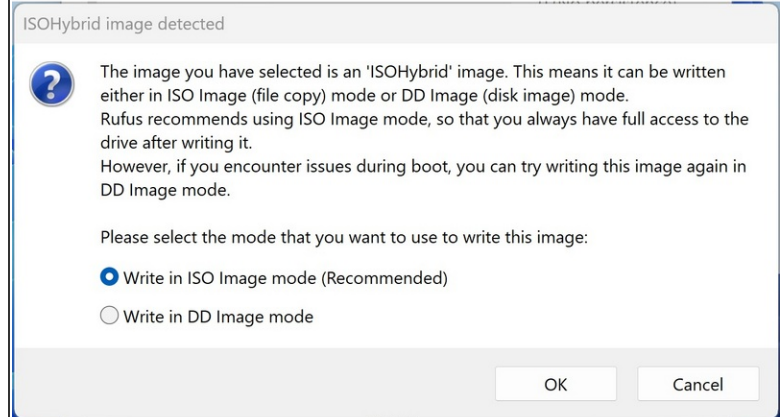 ISOHybrid image detected
The image you have selected is an 'ISOHybrid' image. This means it can be written
either in ISO Image (file copy) mode or DD Image (disk image) mode.
Rufus recommends using ISO Image mode, so that you always have full access to the
drive after writing it.
However, if you encounter issues during boot, you can try writing this image again in
DD Image mode.
Please select the mode that you want to use to write this image:
Write in ISO Image mode (Recommended)
Write in DD Image mode
OK
Cancel